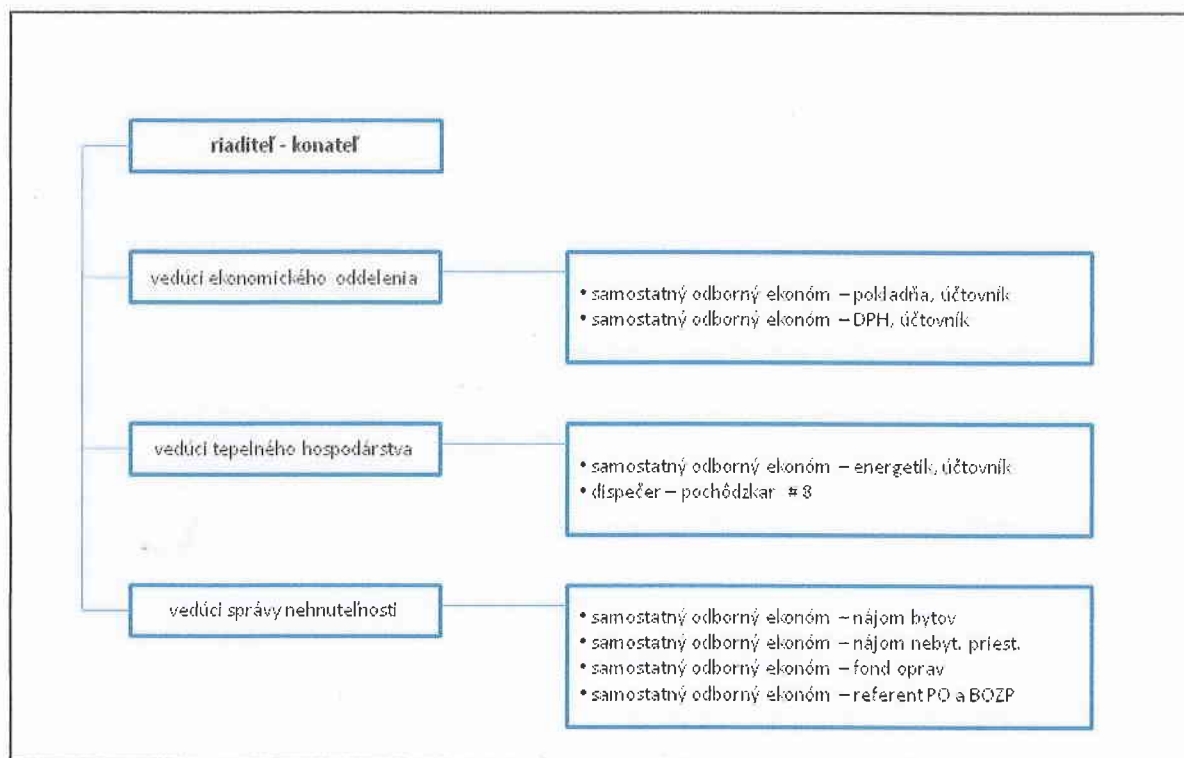 riaditeľ - konateľ
vedúci ekonomického oddelenia
• samostatný odborný ekonóm – pokladňa, účtovník
• samostatný odborný ekonóm – DPH, účtovník
vedúci tepelného hospodárstva
• samostatný odborný ekonóm – energetik, účtovník
• dispečer – pochôdzkar # 8
vedúci správy nehnuteľnosti
• samostatný odborný ekonóm – nájom bytov
• samostatný odborný ekonóm – nájom nebyt. priest.
• samostatný odborný ekonóm – fond oprav
• samostatný odborný ekonóm – referent PO a BOZP